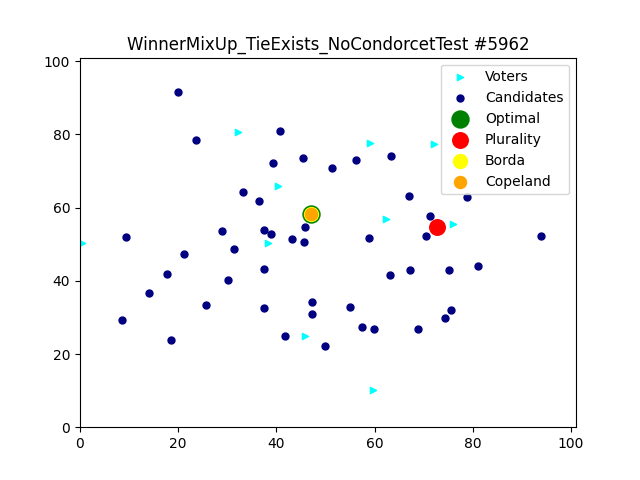 WinnerMixUp_TieExists_NoCondorcetTest #5962
100
80
60
40
20
0
0
20
40
60
80
100
Voters
Candidates
Optimal
Plurality
Borda
Copeland